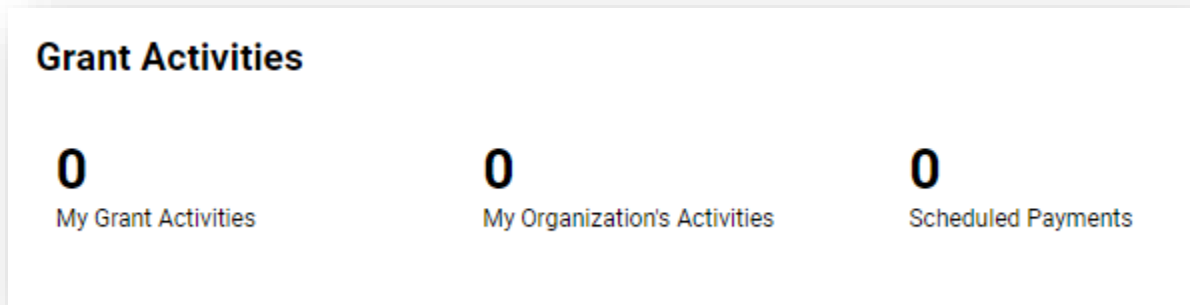 Grant Activities
0
My Grant Activities
0
My Organization's Activities
0
Scheduled Payments